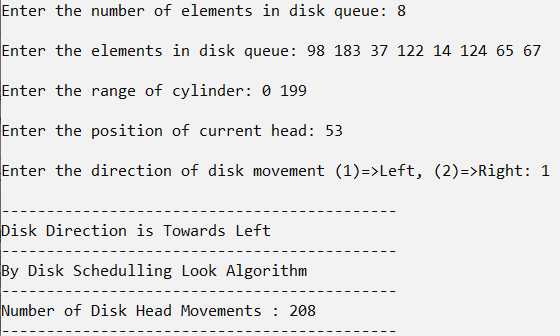 Enter the number of elements in disk queue: 8
Enter the elements in disk queue: 98 183 37 122 14 124 65 67
Enter the range of cylinder: 0 199
Enter the position of current head: 53
Enter the direction of disk movement (1)=>Left, (2)=>Right: 1
--------------------------------------------
Disk Direction is Towards Left
--------------------------------------------
By Disk Schedulling Look Algorithm
--------------------------------------------
Number of Disk Head Movements : 208
--------------------------------------------